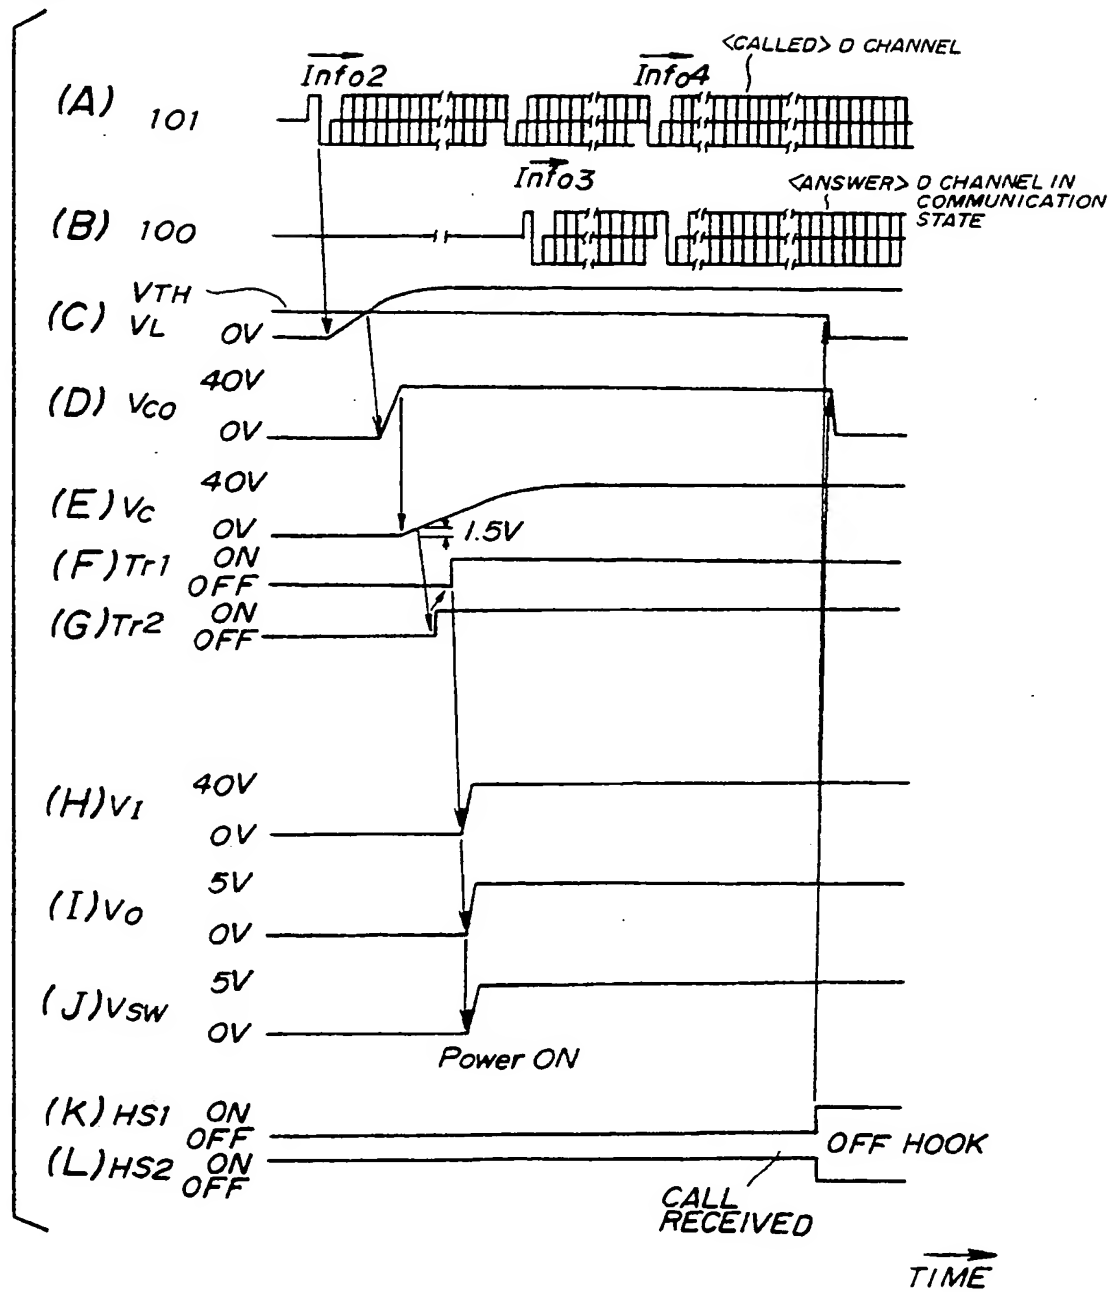 <CALLED> D CHANNEL
Info2
Info4
(A) 101
Info3
<ANSWER> D CHANNEL IN
COMMUNICATION
STATE
(B) 100
VTH
(C) VL 0V
40V
(D) VCO
0V
40V
(E) VC
0V
1.5V
(F) Tr1 ON
OFF
(G) Tr2 ON
OFF
40V
(H) VI
0V
5V
(I) VO
0V
5V
(J) VSW
0V
Power ON
(K) HS1 ON
OFF
OFF HOOK
(L) HS2 ON
OFF
CALL
RECEIVED
TIME